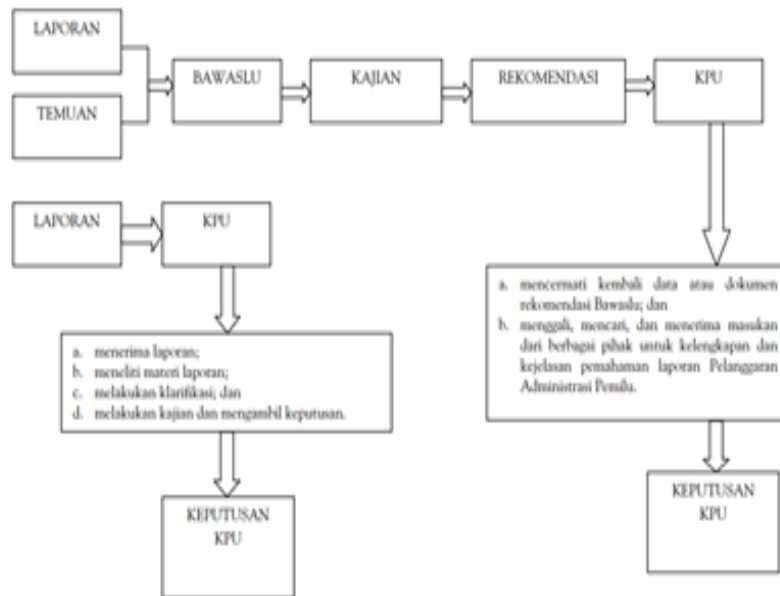 LAPORAN
TEMUAN
BAWASLU
KAJIAN
REKOMENDASI
KPU
LAPORAN
KPU
a. menerima laporan;
b. meneliti materi laporan;
c. melakukan klarifikasi; dan
d. melakukan kajian dan mengambil keputusan.
KEPUTUSAN
KPU
a. mencermati kembali data atau dokumen
rekomendasi Bawaslu; dan
b. menggali, mencari, dan menerima masukan
dari berbagai pihak untuk kelengkapan dan
kejelasan pemahaman laporan Pelanggaran
Administrasi Pemilu.
KEPUTUSAN
KPU